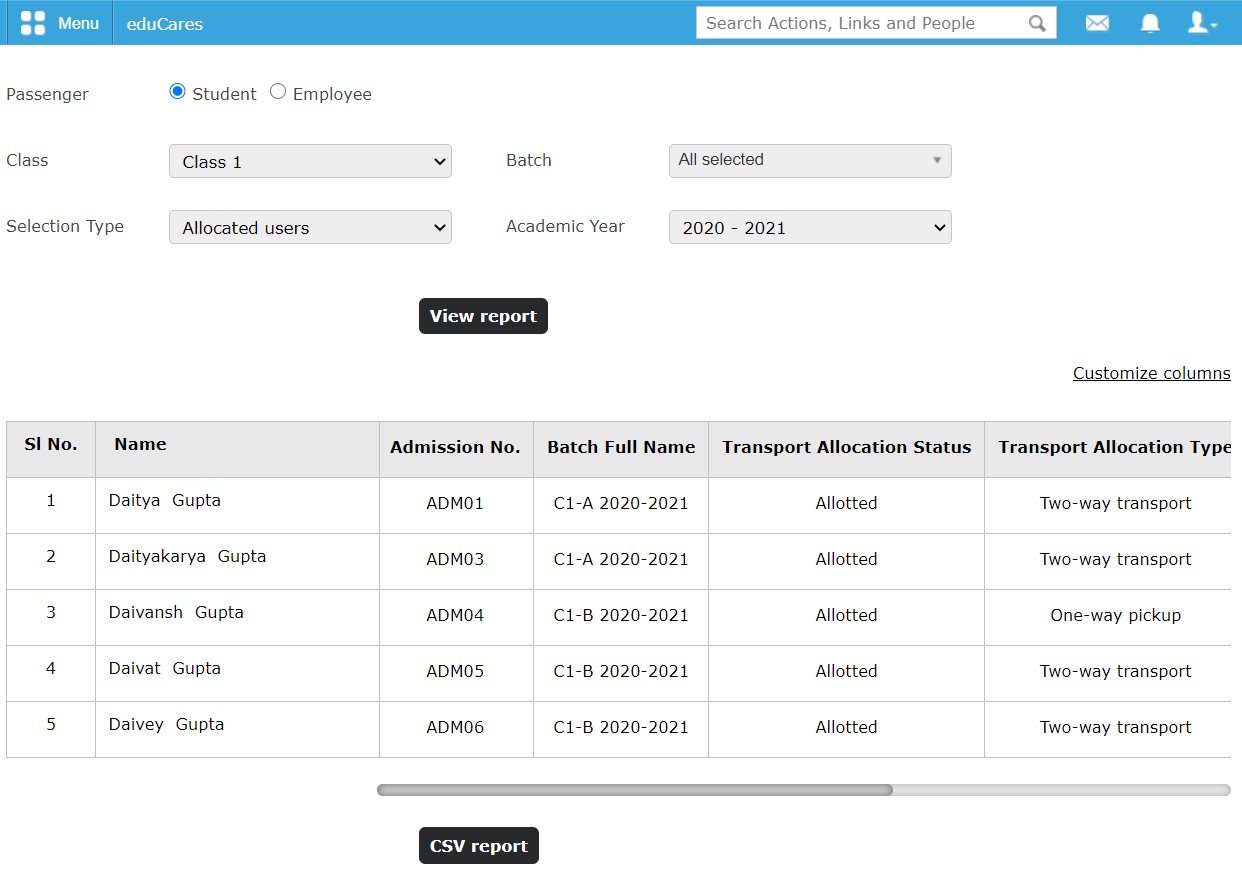 Menu eduCares Search Actions, Links and People
Passenger Student Employee
Class Class 1 Batch All selected
Selection Type Allocated users Academic Year 2020 - 2021
View report
Customize columns
Sl No. Name Admission No. Batch Full Name Transport Allocation Status Transport Allocation Type
1 Daitya Gupta ADM01 C1-A 2020-2021 Allotted Two-way transport
2 Daityakarya Gupta ADM03 C1-A 2020-2021 Allotted Two-way transport
3 Daivansh Gupta ADM04 C1-B 2020-2021 Allotted One-way pickup
4 Daivat Gupta ADM05 C1-B 2020-2021 Allotted Two-way transport
5 Daivey Gupta ADM06 C1-B 2020-2021 Allotted Two-way transport
CSV report